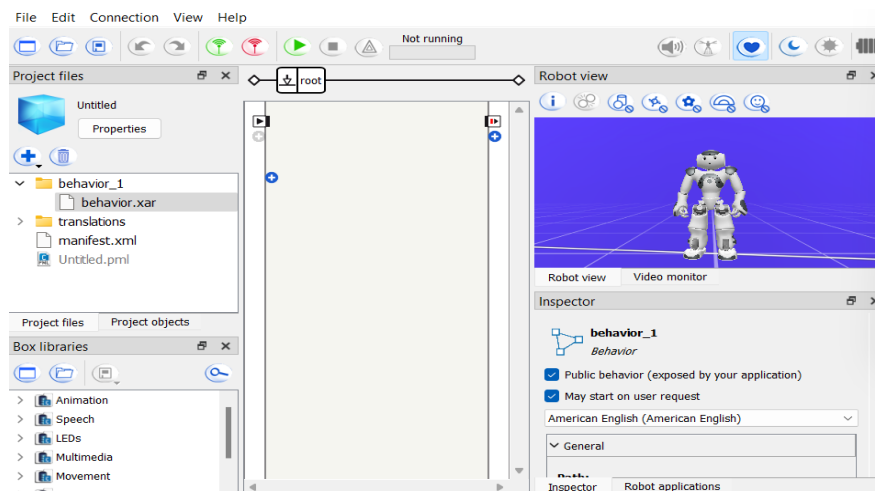 File Edit Connection View Help
Not running
Project files
root
Robot view
Untitled
Properties
behavior_1
behavior.xar
translations
manifest.xml
Untitled.pml
Robot view Video monitor
Inspector
behavior_1
Behavior
Public behavior (exposed by your application)
May start on user request
American English (American English)
General
Path:
Inspector Robot applications
Project files Project objects
Box libraries
Animation
Speech
LEDs
Multimedia
Movement